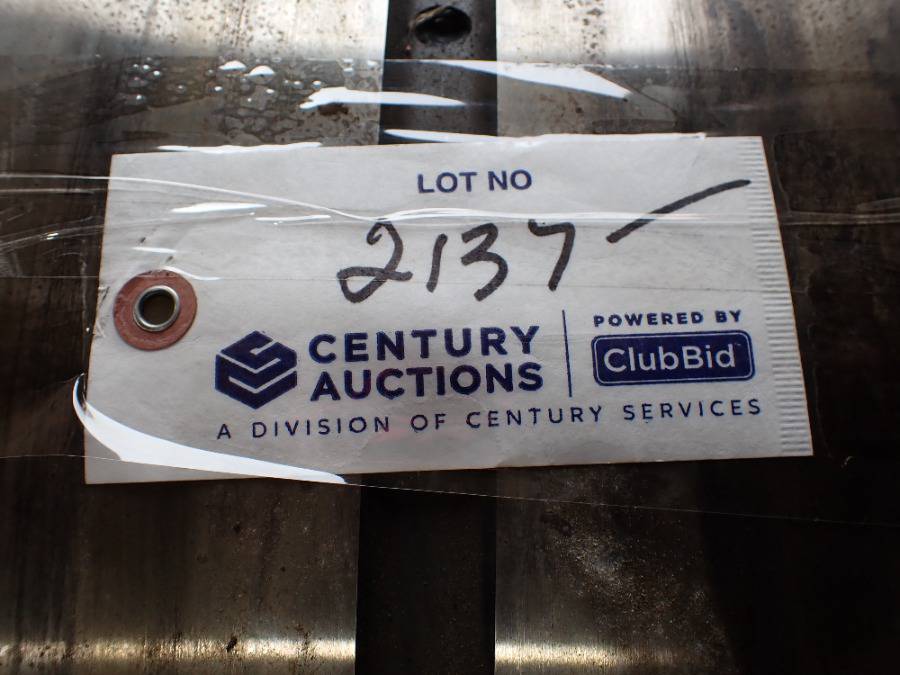 LOT NO
2137 -
CENTURY
AUCTIONS
POWERED BY
ClubBid
A DIVISION OF CENTURY SERVICES